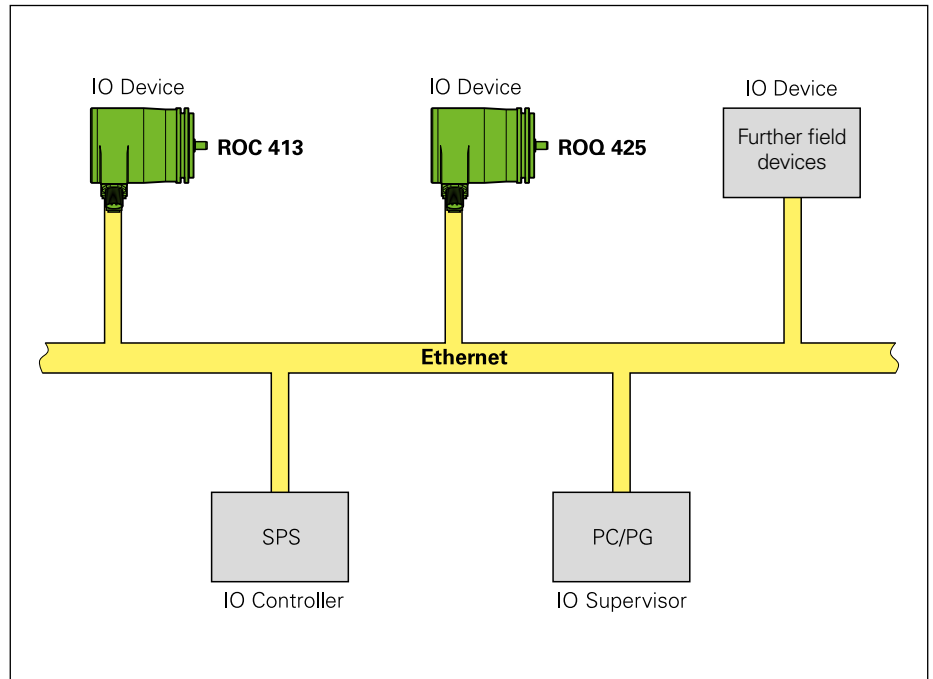 IO Device
IO Device
IO Device
ROC 413
ROQ 425
Further field
devices
Ethernet
SPS
PC/PG
IO Controller
IO Supervisor